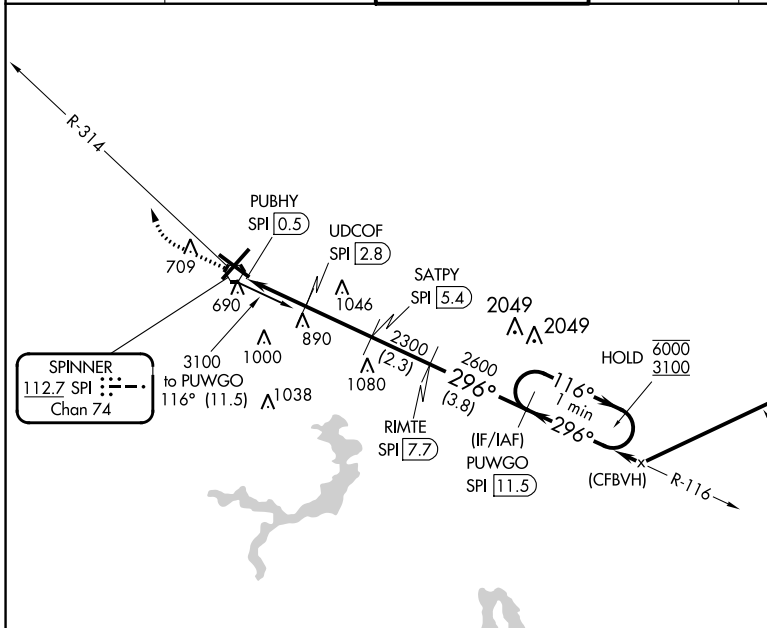 R-314
PUBHY
SPI 0.5
UDCOF
SPI 2.8
SATPY
SPI 5.4
709
690
1046
890
2049
2049
HOLD 6000
3100
2300
(2.3)
2600
296°
(3.8)
116°
1 min
296°
1000
1080
1038
3100
to PUWGO
116° (11.5)
SPINNER
112.7 SPI
Chan 74
RIMTE
SPI 7.7
(IF/IAF)
PUWGO
SPI 11.5
(CFBVH)
R-116